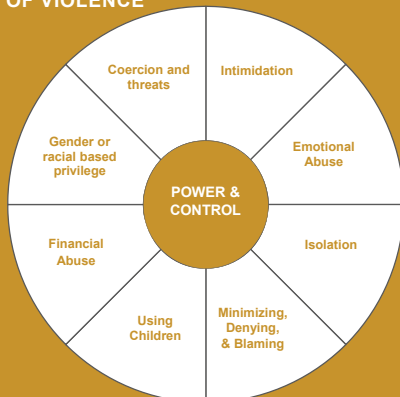 OF VIOLENCE
Coercion and
threats
Intimidation
Emotional
Abuse
Isolation
Minimizing,
Denying,
& Blaming
Using
Children
Financial
Abuse
Gender or
racial based
privilege
POWER &
CONTROL